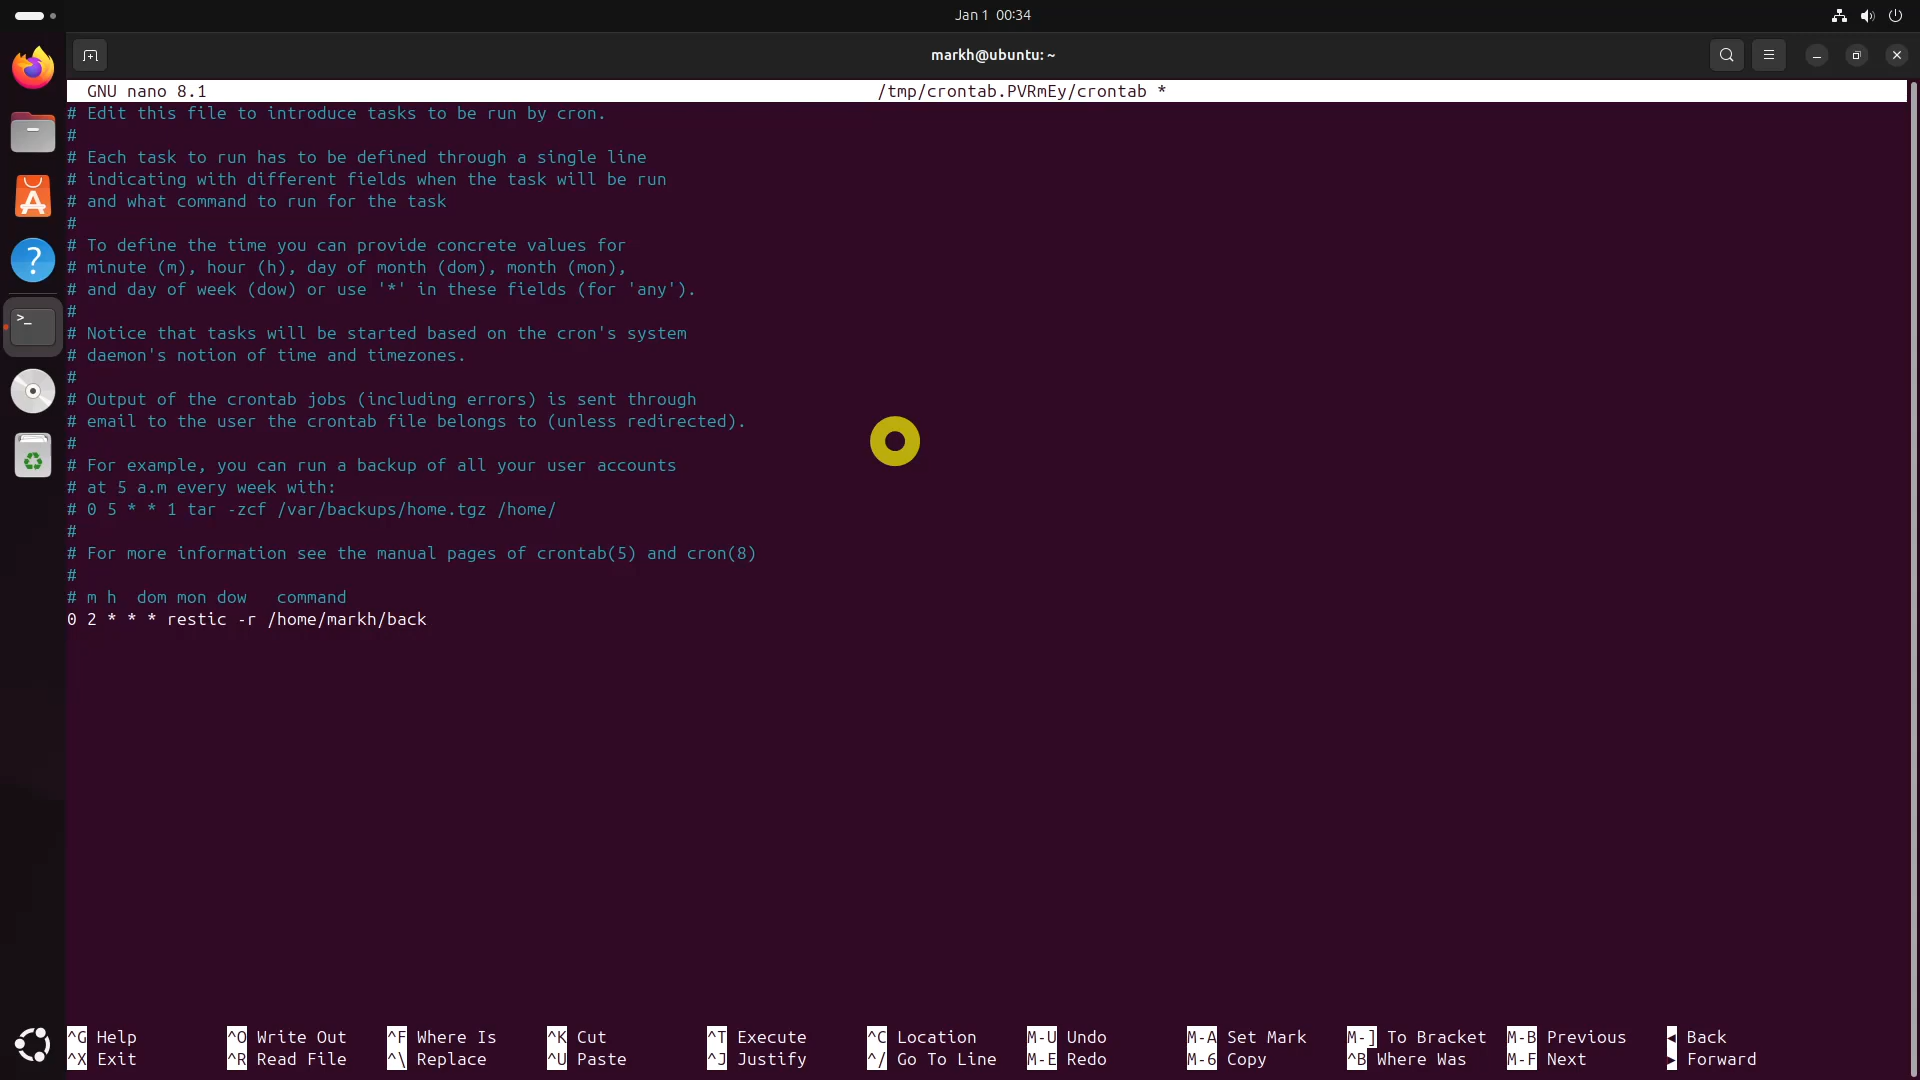 Jan 1 00:34
markh@ubuntu: ~
GNU nano 8.1 /tmp/crontab.PVRmEy/crontab *
# Edit this file to introduce tasks to be run by cron.
#
# Each task to run has to be defined through a single line
# indicating with different fields when the task will be run
# and what command to run for the task
#
# To define the time you can provide concrete values for
# minute (m), hour (h), day of month (dom), month (mon),
# and day of week (dow) or use '*' in these fields (for 'any').
#
# Notice that tasks will be started based on the cron's system
# daemon's notion of time and timezones.
#
# Output of the crontab jobs (including errors) is sent through
# email to the user the crontab file belongs to (unless redirected).
#
# For example, you can run a backup of all your user accounts
# at 5 a.m every week with:
# 0 5 * * 1 tar -zcf /var/backups/home.tgz /home/
#
# For more information see the manual pages of crontab(5) and cron(8)
#
# m h  dom mon dow   command
0 2 * * * restic -r /home/markh/back
^G Help ^O Write Out ^F Where Is ^K Cut ^T Execute ^C Location M-U Undo M-A Set Mark M-] To Bracket M-B Previous ◂ Back
^X Exit ^R Read File ^\ Replace ^U Paste ^J Justify ^/ Go To Line M-E Redo M-6 Copy ^B Where Was M-F Next ▸ Forward